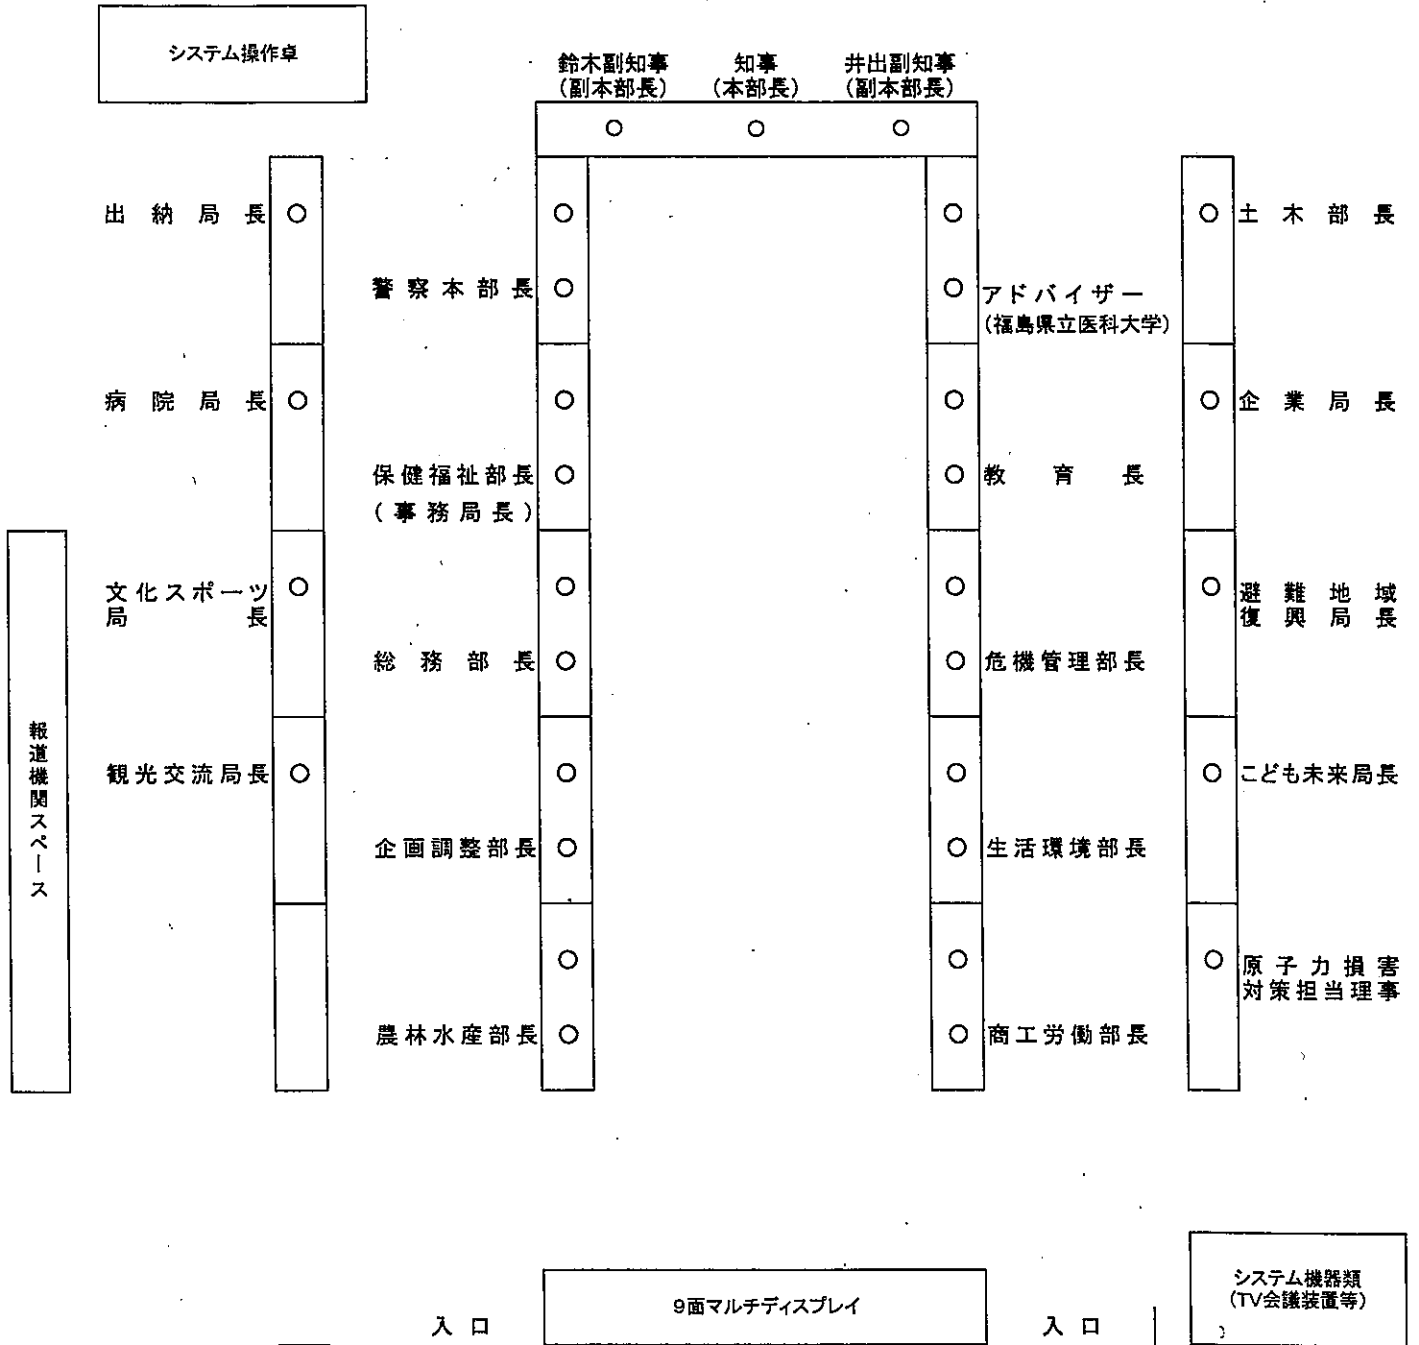 システム操作卓
鈴木副知事
(副本部長)
知事
(本部長)
井出副知事
(副本部長)
出納局長
警察本部長
アドバイザー
(福島県立医科大学)
土木部長
病院局長
保健福祉部長
(事務局長)
教育長
企業局長
文化スポーツ
局長
総務部長
危機管理部長
避難地域
復興局長
報道機関スペース
観光交流局長
企画調整部長
生活環境部長
こども未来局長
農林水産部長
商工労働部長
原子力損害
対策担当理事
入口
9面マルチディスプレイ
入口
システム機器類
(TV会議装置等)